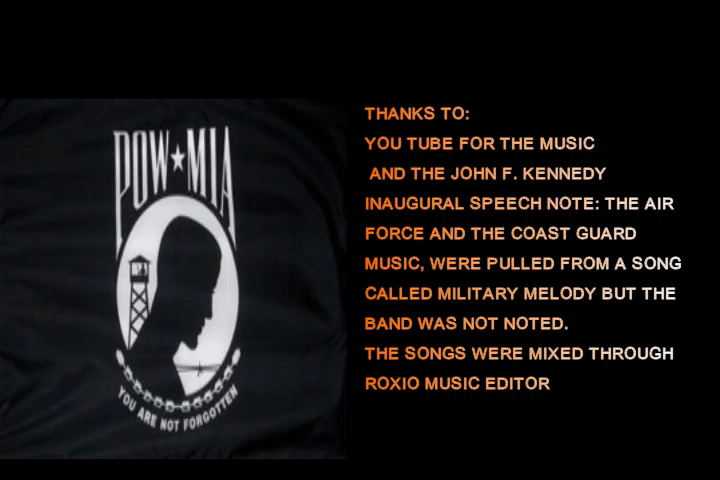 POW★MIA
YOU ARE NOT FORGOTTEN
THANKS TO:
YOU TUBE FOR THE MUSIC
AND THE JOHN F. KENNEDY
INAUGURAL SPEECH NOTE: THE AIR
FORCE AND THE COAST GUARD
MUSIC, WERE PULLED FROM A SONG
CALLED MILITARY MELODY BUT THE
BAND WAS NOT NOTED.
THE SONGS WERE MIXED THROUGH
ROXIO MUSIC EDITOR